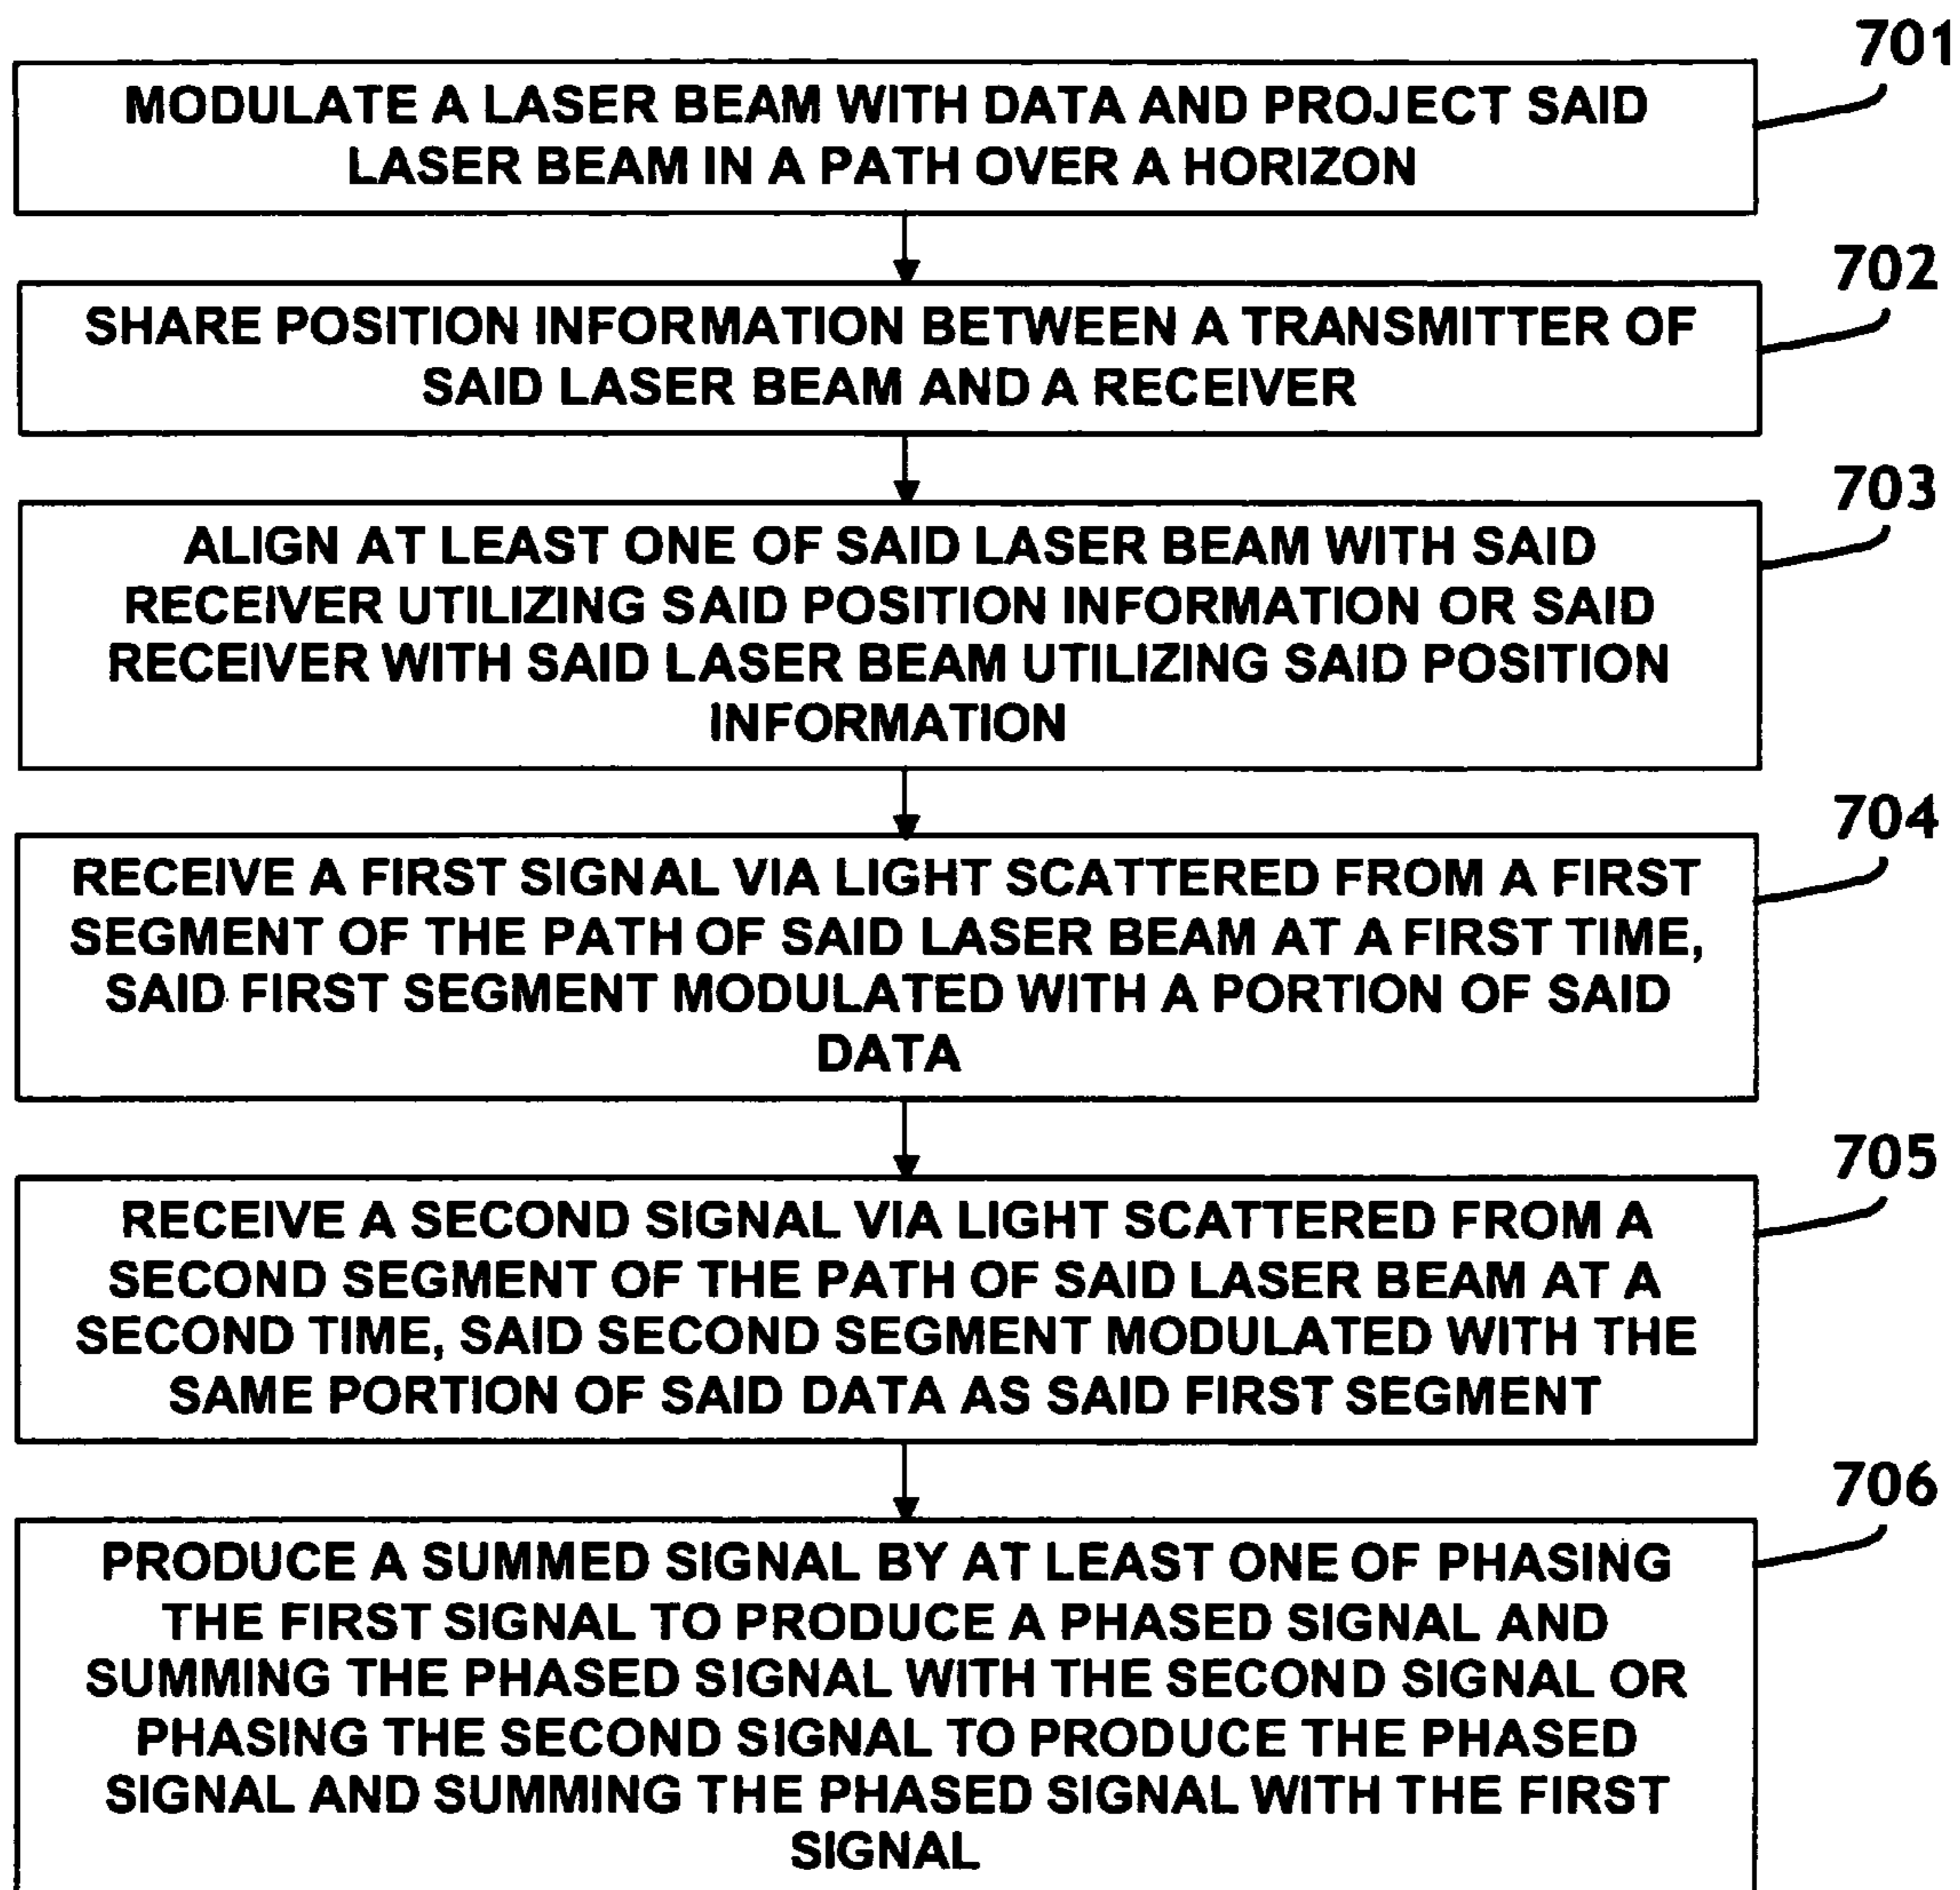 701
MODULATE A LASER BEAM WITH DATA AND PROJECT SAID
LASER BEAM IN A PATH OVER A HORIZON
702
SHARE POSITION INFORMATION BETWEEN A TRANSMITTER OF
SAID LASER BEAM AND A RECEIVER
703
ALIGN AT LEAST ONE OF SAID LASER BEAM WITH SAID
RECEIVER UTILIZING SAID POSITION INFORMATION OR SAID
RECEIVER WITH SAID LASER BEAM UTILIZING SAID POSITION
INFORMATION
704
RECEIVE A FIRST SIGNAL VIA LIGHT SCATTERED FROM A FIRST
SEGMENT OF THE PATH OF SAID LASER BEAM AT A FIRST TIME,
SAID FIRST SEGMENT MODULATED WITH A PORTION OF SAID
DATA
705
RECEIVE A SECOND SIGNAL VIA LIGHT SCATTERED FROM A
SECOND SEGMENT OF THE PATH OF SAID LASER BEAM AT A
SECOND TIME, SAID SECOND SEGMENT MODULATED WITH THE
SAME PORTION OF SAID DATA AS SAID FIRST SEGMENT
706
PRODUCE A SUMMED SIGNAL BY AT LEAST ONE OF PHASING
THE FIRST SIGNAL TO PRODUCE A PHASED SIGNAL AND
SUMMING THE PHASED SIGNAL WITH THE SECOND SIGNAL OR
PHASING THE SECOND SIGNAL TO PRODUCE THE PHASED
SIGNAL AND SUMMING THE PHASED SIGNAL WITH THE FIRST
SIGNAL